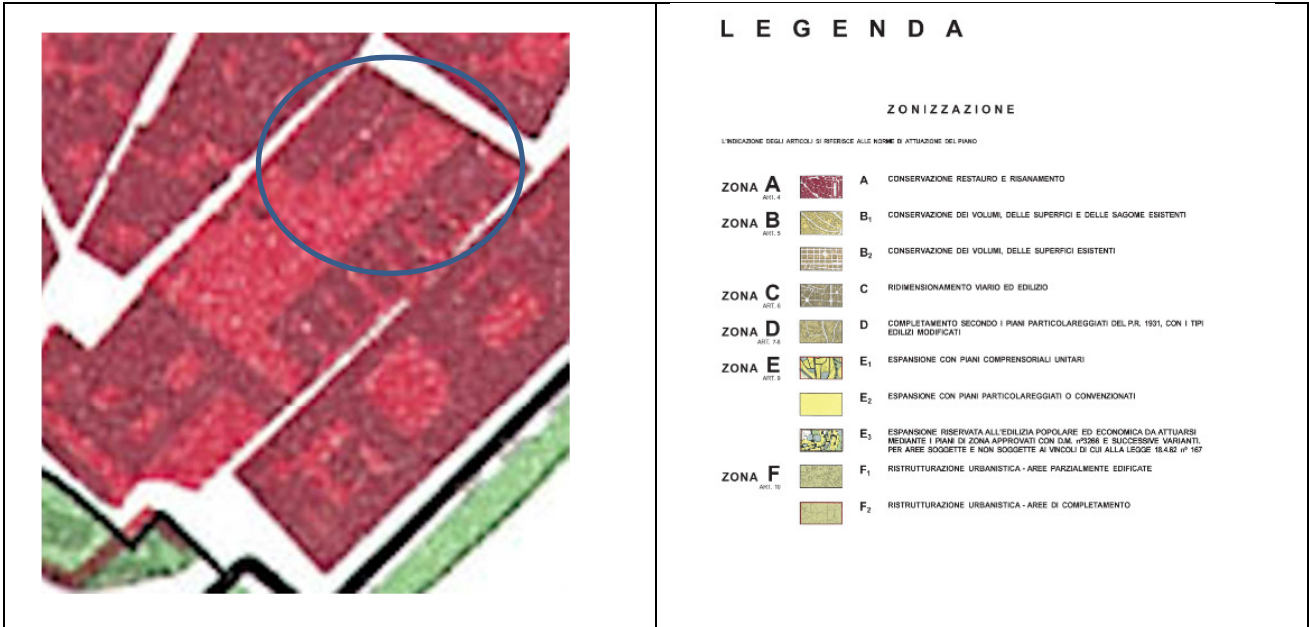 LEGENDA
ZONIZZAZIONE
L'INDICAZIONE DEGLI ARTICOLI SI RIFERISCE ALLE NORME DI ATTUAZIONE DEL PIANO
ZONA A
ART. 4
A CONSERVAZIONE RESTAURO E RISANAMENTO
ZONA B
ART. 5
B1 CONSERVAZIONE DEI VOLUMI, DELLE SUPERFICI E DELLE SAGOME ESISTENTI
B2 CONSERVAZIONE DEI VOLUMI, DELLE SUPERFICI ESISTENTI
ZONA C
ART. 6
C RIDIMENSIONAMENTO VIARIO ED EDILIZIO
ZONA D
ART. 7-8
D COMPLETAMENTO SECONDO I PIANI PARTICOLAREGGIATI DEL P.R. 1931, CON I TIPI
EDILIZI MODIFICATI
ZONA E
ART. 9
E1 ESPANSIONE CON PIANI COMPRENSORIALI UNITARI
E2 ESPANSIONE CON PIANI PARTICOLAREGGIATI O CONVENZIONATI
E3 ESPANSIONE RISERVATA ALL'EDILIZIA POPOLARE ED ECONOMICA DA ATTUARSI
MEDIANTE I PIANI DI ZONA APPROVATI CON D.M. n°3266 E SUCCESSIVE VARIANTI.
PER AREE SOGGETTE E NON SOGGETTE AI VINCOLI DI CUI ALLA LEGGE 18.4.62 n° 167
ZONA F
ART. 10
F1 RISTRUTTURAZIONE URBANISTICA - AREE PARZIALMENTE EDIFICATE
F2 RISTRUTTURAZIONE URBANISTICA - AREE DI COMPLETAMENTO